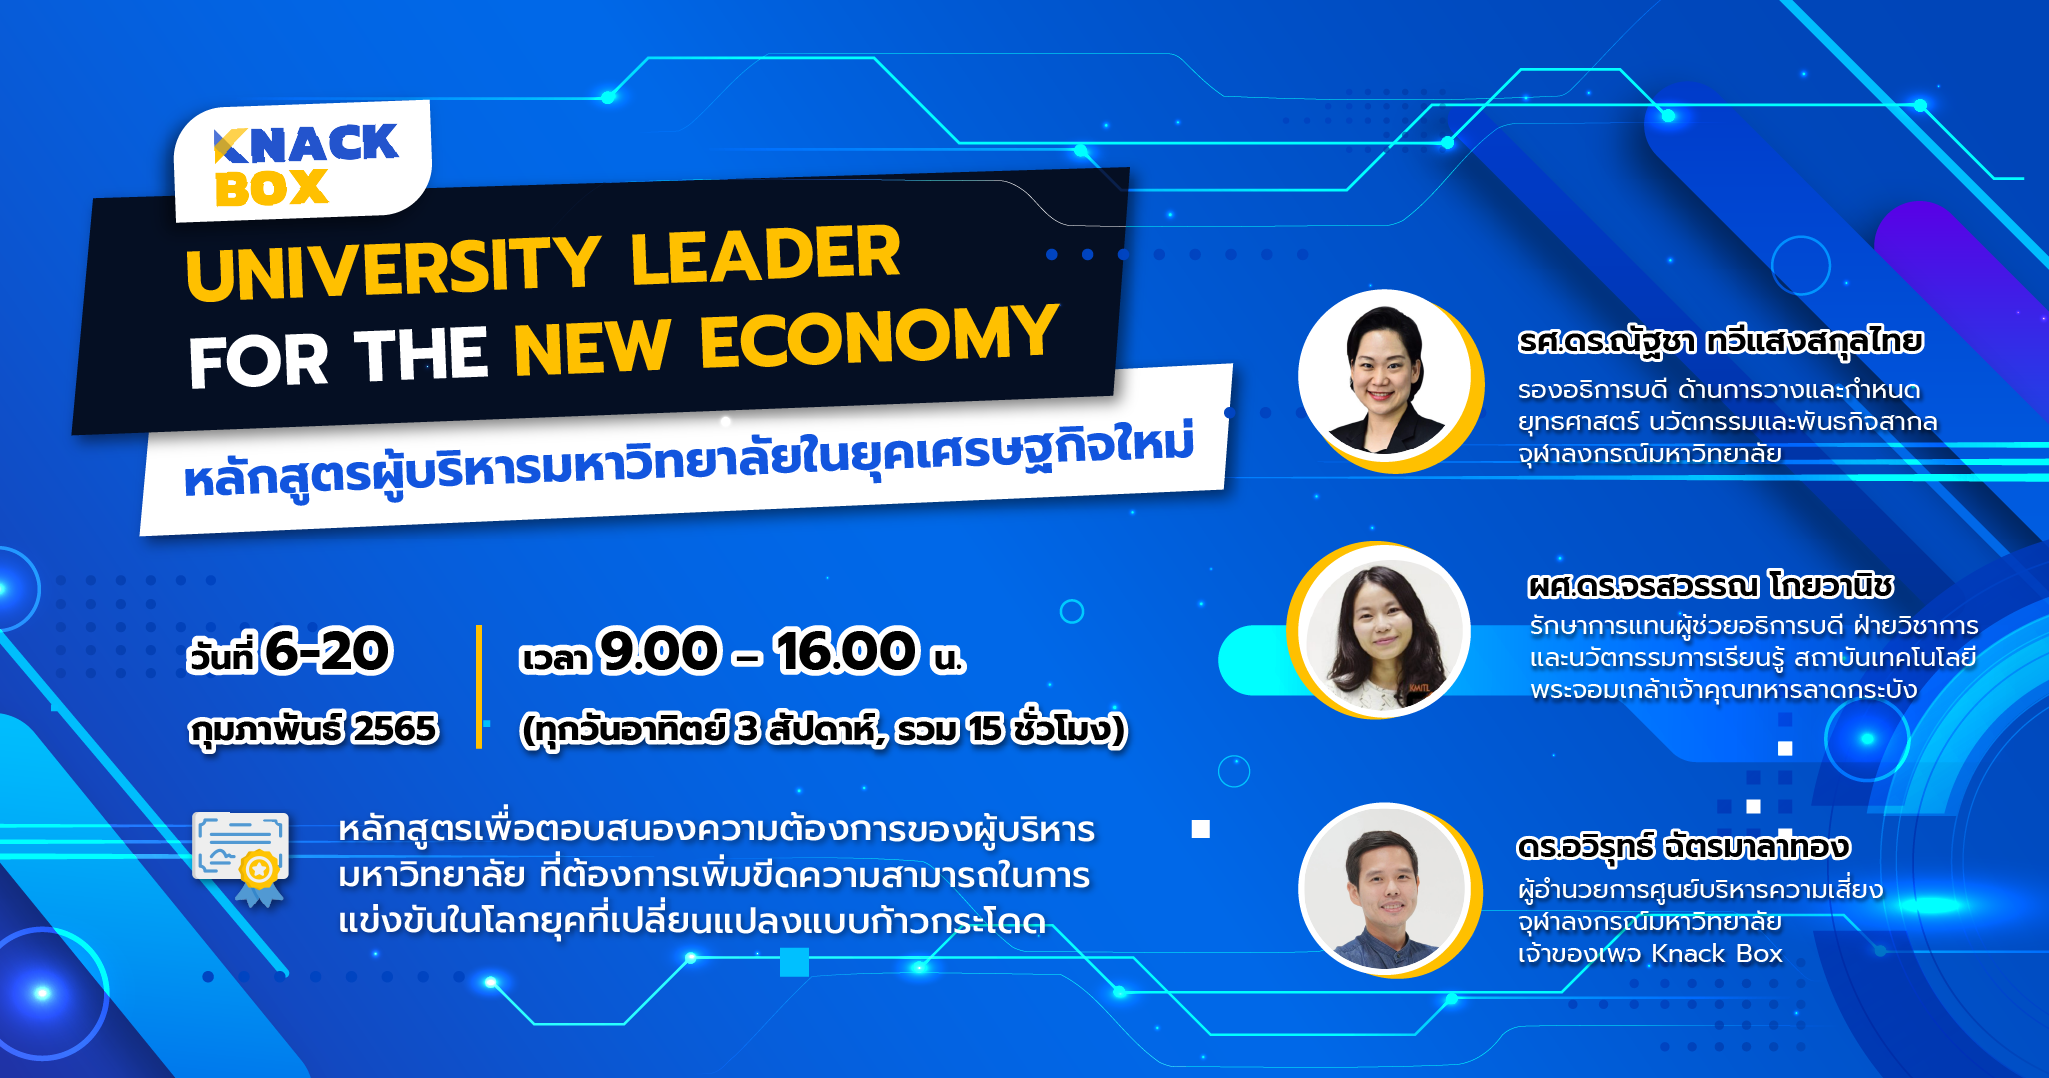 KNACK
BOX
UNIVERSITY LEADER
FOR THE NEW ECONOMY
หลักสูตรผู้บริหารมหาวิทยาลัยในยุคเศรษฐกิจใหม่
วันที่ 6-20
กุมภาพันธ์ 2565
เวลา 9.00 – 16.00 น.
(ทุกวันอาทิตย์ 3 สัปดาห์, รวม 15 ชั่วโมง)
หลักสูตรเพื่อตอบสนองความต้องการของผู้บริหาร
มหาวิทยาลัย ที่ต้องการเพิ่มขีดความสามารถในการ
แข่งขันในโลกยุคที่เปลี่ยนแปลงแบบก้าวกระโดด
รศ.ดร.ณัฐชา ทวีแสงสกุลไทย
รองอธิการบดี ด้านการวางและกำหนด
ยุทธศาสตร์ นวัตกรรมและพันธกิจสากล
จุฬาลงกรณ์มหาวิทยาลัย
KMITL
ผศ.ดร.จรสวรรณ โกยวานิช
รักษาการแทนผู้ช่วยอธิการบดี ฝ่ายวิชาการ
และนวัตกรรมการเรียนรู้ สถาบันเทคโนโลยี
พระจอมเกล้าเจ้าคุณทหารลาดกระบัง
ดร.อวิรุทธ์ ฉัตรมาลาทอง
ผู้อำนวยการศูนย์บริหารความเสี่ยง
จุฬาลงกรณ์มหาวิทยาลัย
เจ้าของเพจ Knack Box